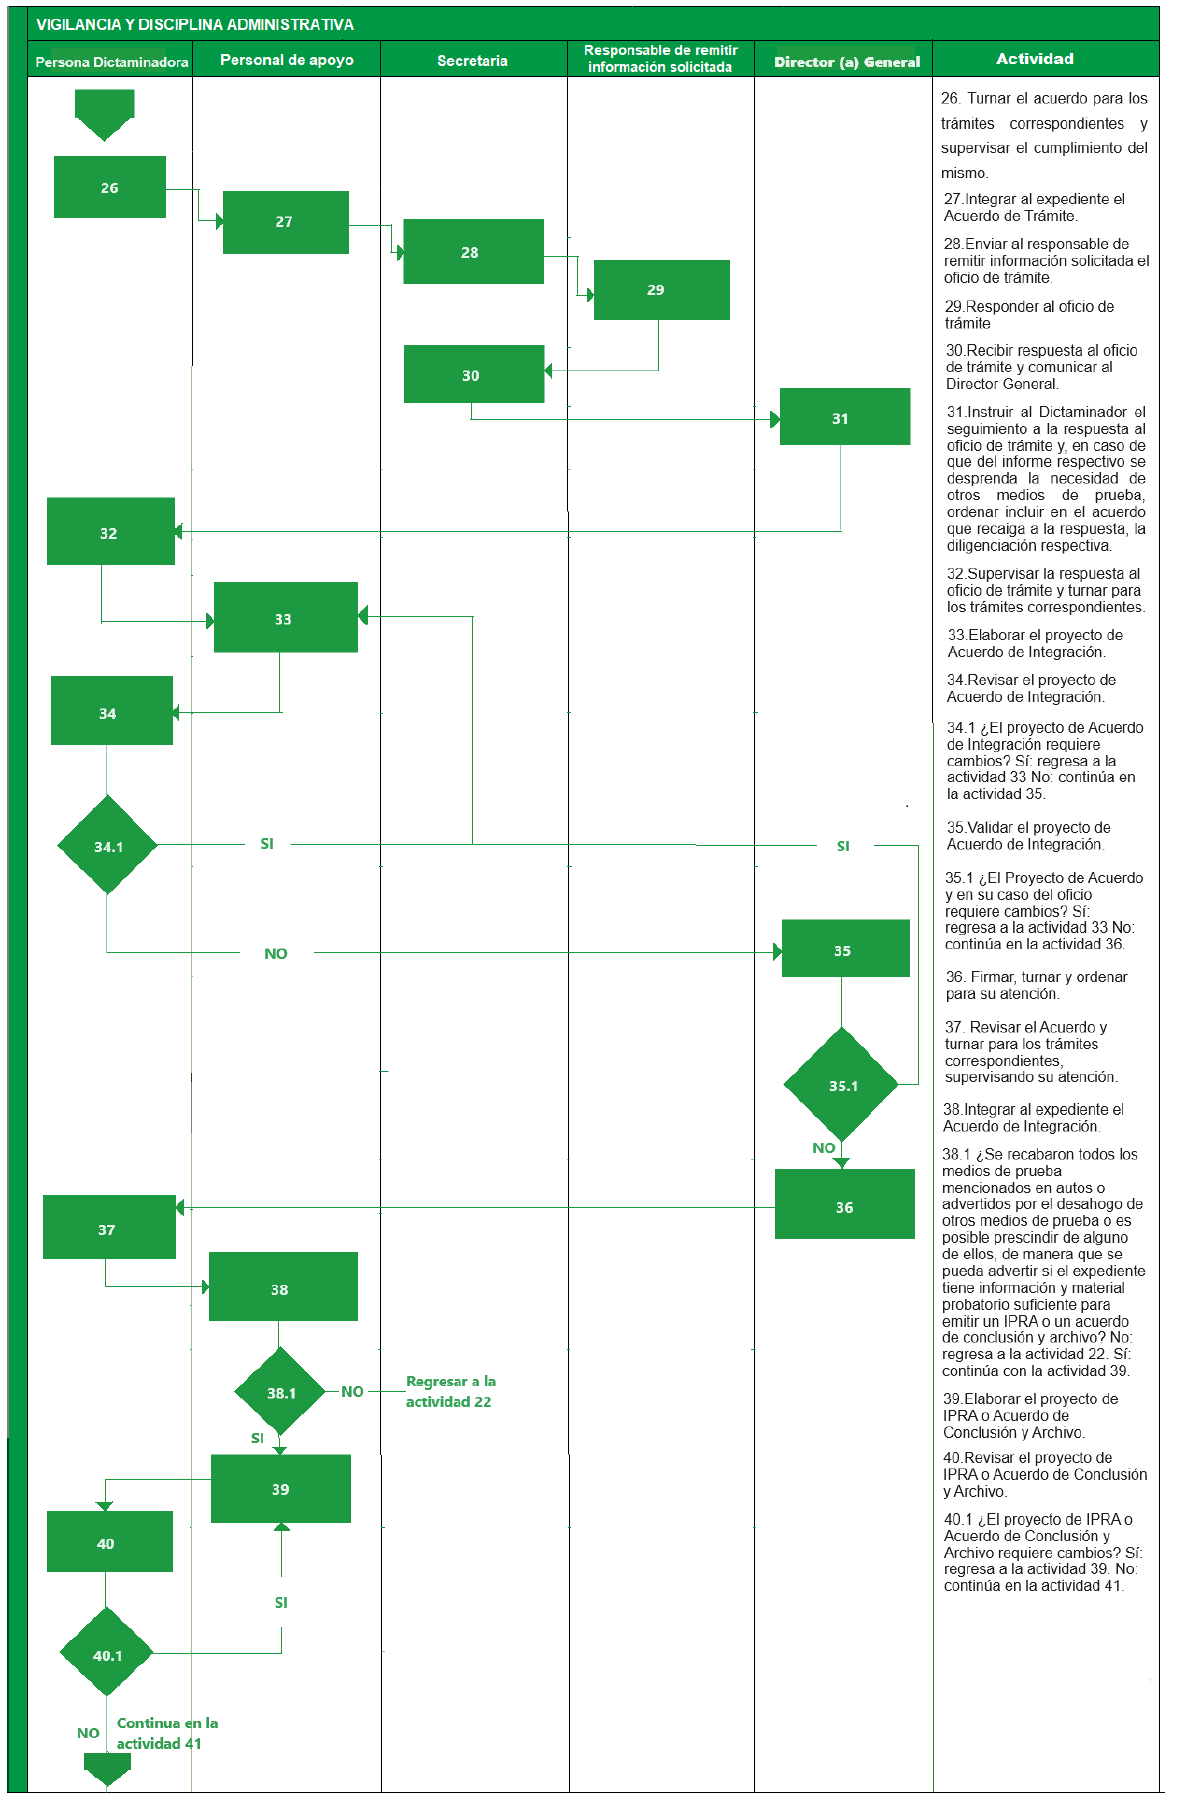 VIGILANCIA Y DISCIPLINA ADMINISTRATIVA
Persona Dictaminadora
Personal de apoyo
Secretaria
Responsable de remitir
información solicitada
Director (a) General
Actividad
26
27
28
29
30
31
32
33
34
34.1
SI
SI
NO
35
35.1
NO
36
37
38
38.1
NO
Regresar a la
actividad 22
SI
39
40
SI
40.1
NO
Continua en la
actividad 41
26. Turnar el acuerdo para los
trámites correspondientes y
supervisar el cumplimiento del
mismo.
27.Integrar al expediente el
Acuerdo de Trámite.
28.Enviar al responsable de
remitir información solicitada el
oficio de trámite.
29.Responder al oficio de
trámite
30.Recibir respuesta al oficio
de trámite y comunicar al
Director General.
31.Instruir al Dictaminador el
seguimiento a la respuesta al
oficio de trámite y, en caso de
que del informe respectivo se
desprenda la necesidad de
otros medios de prueba,
ordenar incluir en el acuerdo
que recaiga a la respuesta, la
diligenciación respectiva.
32.Supervisar la respuesta al
oficio de trámite y turnar para
los trámites correspondientes.
33.Elaborar el proyecto de
Acuerdo de Integración.
34.Revisar el proyecto de
Acuerdo de Integración.
34.1 ¿El proyecto de Acuerdo
de Integración requiere
cambios? Sí: regresa a la
actividad 33 No: continúa en
la actividad 35.
35.Validar el proyecto de
Acuerdo de Integración.
35.1 ¿El Proyecto de Acuerdo
y en su caso del oficio
requiere cambios? Sí:
regresa a la actividad 33 No:
continúa en la actividad 36.
36. Firmar, turnar y ordenar
para su atención.
37. Revisar el Acuerdo y
turnar para los trámites
correspondientes,
supervisando su atención.
38.Integrar al expediente el
Acuerdo de Integración.
38.1 ¿Se recabaron todos los
medios de prueba
mencionados en autos o
advertidos por el desahogo de
otros medios de prueba o es
posible prescindir de alguno
de ellos, de manera que se
pueda advertir si el expediente
tiene información y material
probatorio suficiente para
emitir un IPRA o un acuerdo
de conclusión y archivo? No:
regresa a la actividad 22. Sí:
continúa con la actividad 39.
39.Elaborar el proyecto de
IPRA o Acuerdo de
Conclusión y Archivo.
40.Revisar el proyecto de
IPRA o Acuerdo de Conclusión
y Archivo.
40.1 ¿El proyecto de IPRA o
Acuerdo de Conclusión y
Archivo requiere cambios? Sí:
regresa a la actividad 39. No:
continúa en la actividad 41.